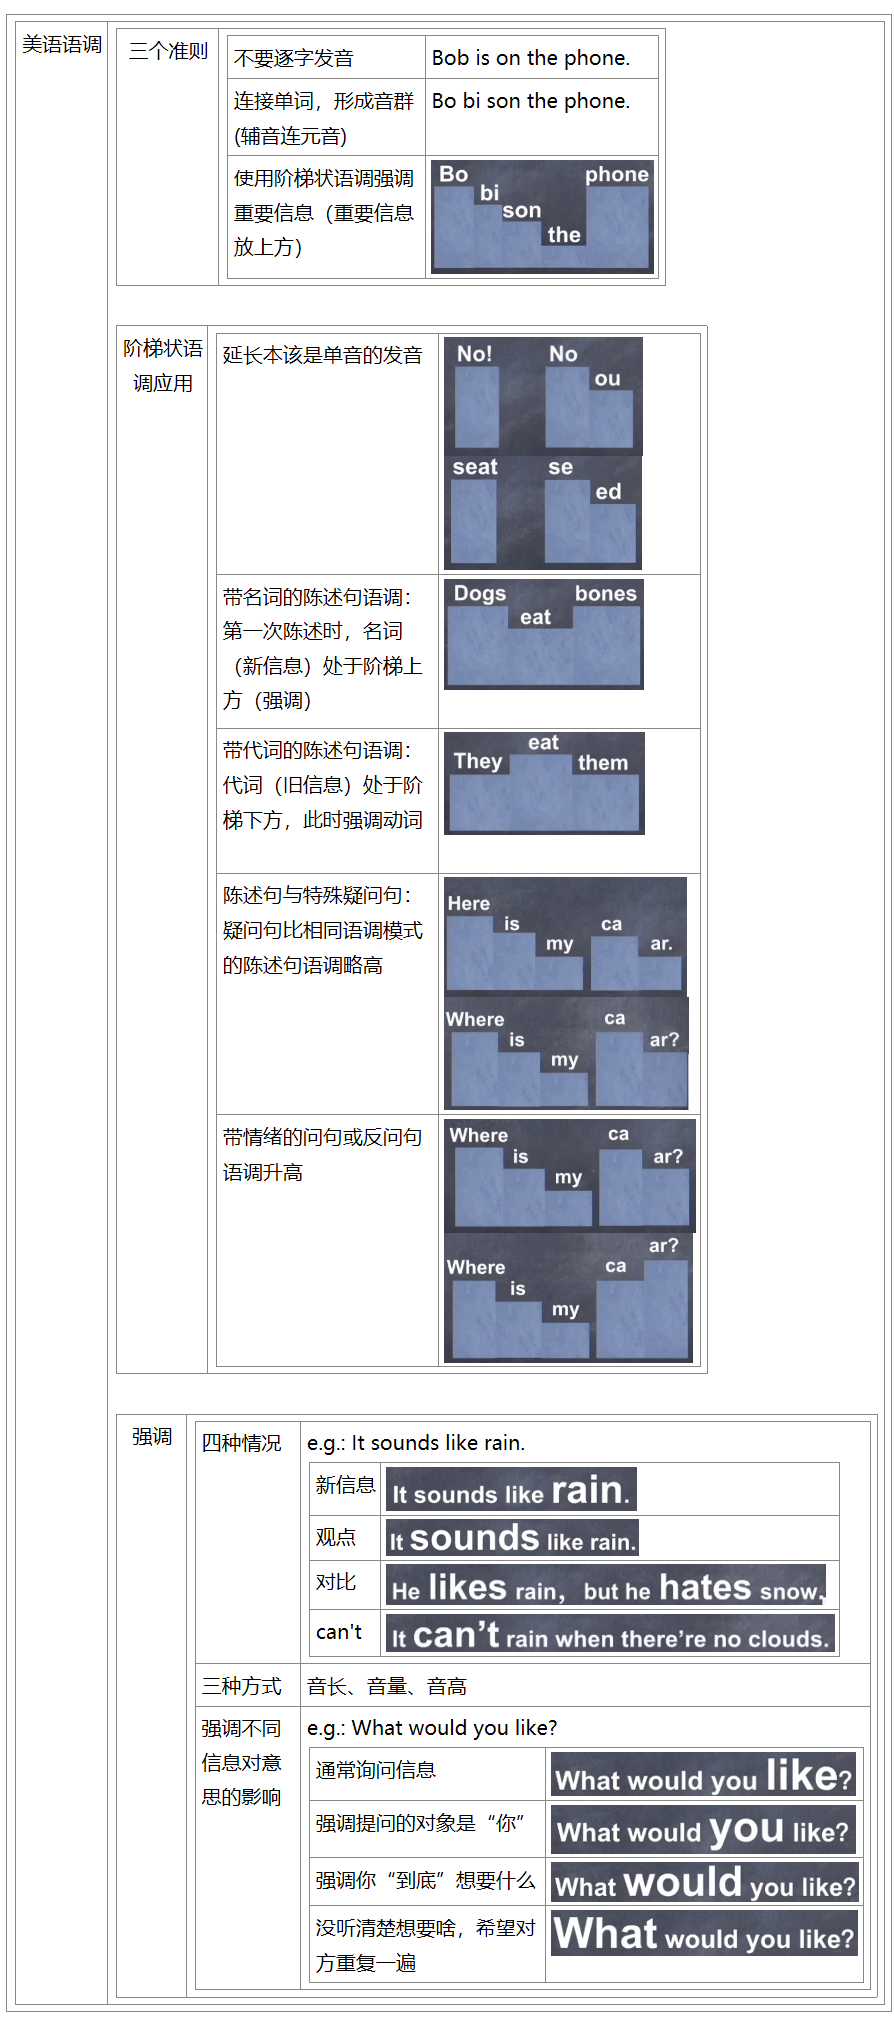 美语语调
三个准则
不要逐字发音
Bob is on the phone.
连接单词，形成音群
(辅音连元音)
Bo bi son the phone.
使用阶梯状语调强调
重要信息（重要信息
放上方）
Bo
bi
son
the
phone
阶梯状语
调应用
延长本该是单音的发音
No!
No
ou
seat
se
ed
带名词的陈述句语调：
第一次陈述时，名词
（新信息）处于阶梯上
方（强调）
Dogs
eat
bones
带代词的陈述句语调：
代词（旧信息）处于阶
梯下方，此时强调动词
They
eat
them
陈述句与特殊疑问句：
疑问句比相同语调模式
的陈述句语调略高
Here
is
my
ca
ar.
Where
is
my
ca
ar?
带情绪的问句或反问句
语调升高
Where
is
my
ca
ar?
Where
is
my
ca
ar?
强调
四种情况
e.g.: It sounds like rain.
新信息
It sounds like rain.
观点
It sounds like rain.
对比
He likes rain, but he hates snow.
can't
It can't rain when there're no clouds.
三种方式
音长、音量、音高
强调不同
信息对意
思的影响
e.g.: What would you like?
通常询问信息
What would you like?
强调提问的对象是“你”
What would you like?
强调你“到底”想要什么
What would you like?
没听清楚想要啥，希望对
方重复一遍
What would you like?